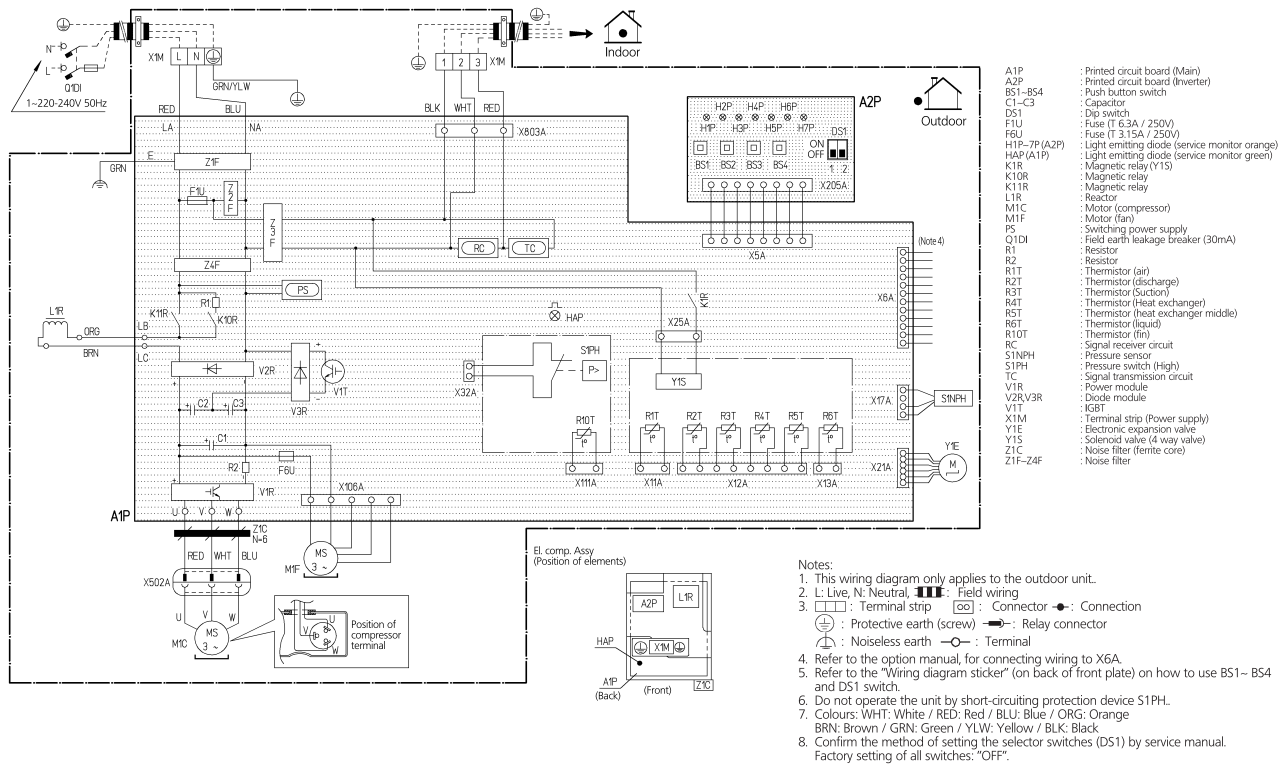 N
L
Q1DI
1~220-240V 50Hz
X1M
L N
GRN/YLW
RED
BLU
LA
NA
E
GRN
Z1F
F1U
Z2F
Z3F
Z4F
PS
R1
K11R
K10R
L1R
ORG
BRN
LB
LC
V2R
V3R
V1T
C2
C3
C1
R2
F6U
V1R
U V W
A1P
Z1C
N=6
RED WHT BLU
X502A
U V W
MS
3 ~
M1C
Position of
compressor
terminal
U
V
W
X106A
MS
3 ~
M1F
Indoor
1 2 3
X1M
BLK WHT RED
X803A
RC
TC
HAP
X32A
S1PH
P>
R10T
t°
X111A
K1R
X25A
Y1S
R1T R2T R3T R4T R5T R6T
t° t° t° t° t° t°
X11A
X12A
X13A
A2P
H2P H4P H6P
H1P H3P H5P H7P
DS1
ON
OFF
1 2
BS1 BS2 BS3 BS4
X205A
X5A
Outdoor
(Note 4)
X6A
X17A
S1NPH
X21A
Y1E
M
El. comp. Assy
(Position of elements)
A2P
L1R
HAP
X1M
A1P
(Back)
(Front)
Z1C
A1P : Printed circuit board (Main)
A2P : Printed circuit board (Inverter)
BS1~BS4 : Push button switch
C1–C3 : Capacitor
DS1 : Dip switch
F1U : Fuse (T 6.3A / 250V)
F6U : Fuse (T 3.15A / 250V)
H1P–7P (A2P) : Light emitting diode (service monitor orange)
HAP (A1P) : Light emitting diode (service monitor green)
K1R : Magnetic relay (Y1S)
K10R : Magnetic relay
K11R : Magnetic relay
L1R : Reactor
M1C : Motor (compressor)
M1F : Motor (fan)
PS : Switching power supply
Q1DI : Field earth leakage breaker (30mA)
R1 : Resistor
R2 : Resistor
R1T : Thermistor (air)
R2T : Thermistor (discharge)
R3T : Thermistor (Suction)
R4T : Thermistor (Heat exchanger)
R5T : Thermistor (heat exchanger middle)
R6T : Thermistor (liquid)
R10T : Thermistor (fin)
RC : Signal receiver circuit
S1NPH : Pressure sensor
S1PH : Pressure switch (High)
TC : Signal transmission circuit
V1R : Power module
V2R,V3R : Diode module
V1T : IGBT
X1M : Terminal strip (Power supply)
Y1E : Electronic expansion valve
Y1S : Solenoid valve (4 way valve)
Z1C : Noise filter (ferrite core)
Z1F–Z4F : Noise filter
Notes:
1. This wiring diagram only applies to the outdoor unit..
2. L: Live, N: Neutral, : Field wiring
3. : Terminal strip : Connector : Connection
: Protective earth (screw) : Relay connector
: Noiseless earth : Terminal
4. Refer to the option manual, for connecting wiring to X6A.
5. Refer to the "Wiring diagram sticker" (on back of front plate) on how to use BS1~ BS4
and DS1 switch.
6. Do not operate the unit by short-circuiting protection device S1PH..
7. Colours: WHT: White / RED: Red / BLU: Blue / ORG: Orange
BRN: Brown / GRN: Green / YLW: Yellow / BLK: Black
8. Confirm the method of setting the selector switches (DS1) by service manual.
Factory setting of all switches: "OFF".